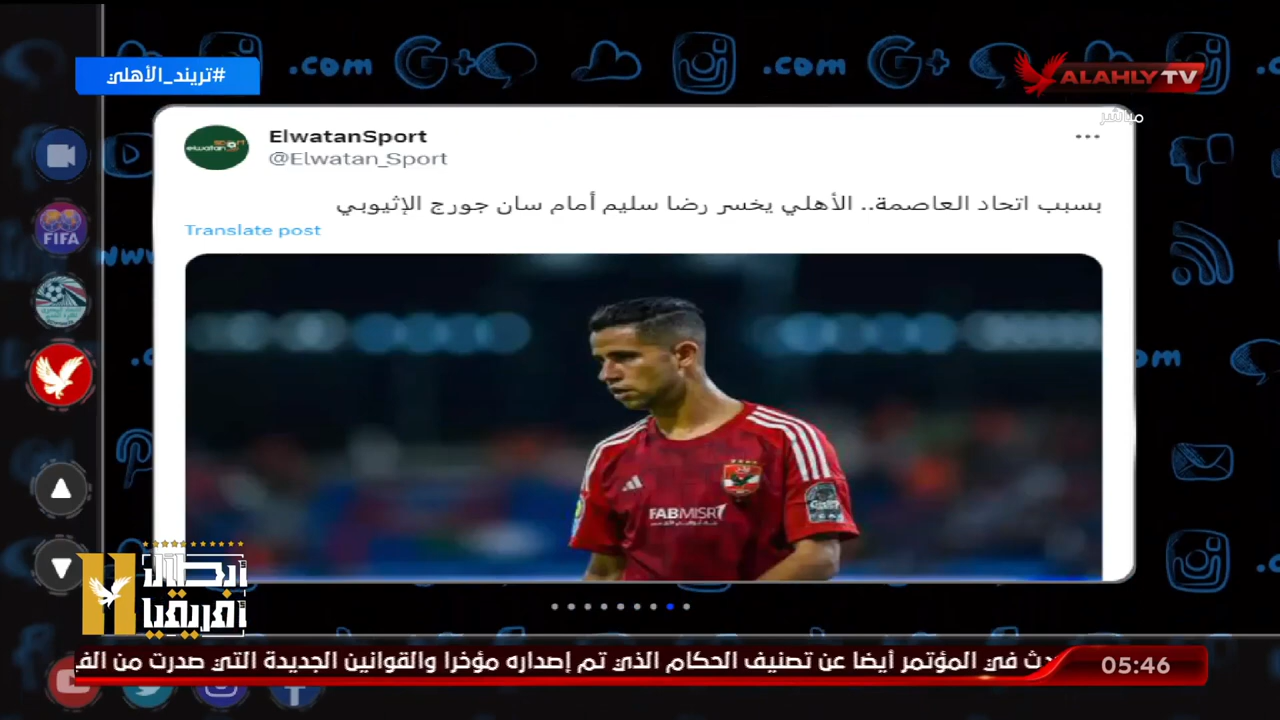 #تريند_الأهلي
ALAHLY TV
مباشر
ElwatanSport
@Elwatan_Sport
بسبب اتحاد العاصمة.. الأهلي يخسر رضا سليم أمام سان جورج الإثيوبي
Translate post
FIFA
FABMISR
أبطال
أفريقيا
دث في المؤتمر أيضا عن تصنيف الحكام الذي تم إصداره مؤخرا والقوانين الجديدة التي صدرت من الف
05:46
.com
.com